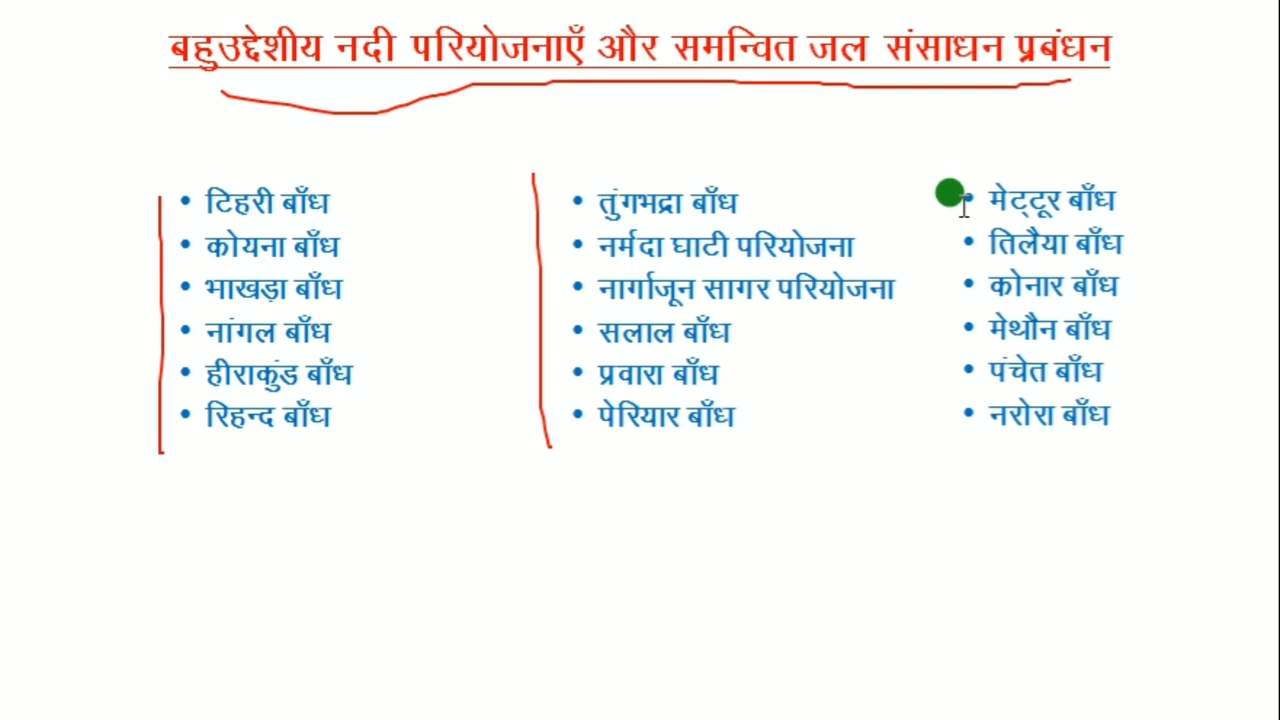 बहुउद्देशीय नदी परियोजनाएँ और समन्वित जल संसाधन प्रबंधन
• टिहरी बाँध
• कोयना बाँध
• भाखड़ा बाँध
• नांगल बाँध
• हीराकुंड बाँध
• रिहन्द बाँध
• तुंगभद्रा बाँध
• नर्मदा घाटी परियोजना
• नार्गाजून सागर परियोजना
• सलाल बाँध
• प्रवारा बाँध
• पेरियार बाँध
• मेट्टूर बाँध
• तिलैया बाँध
• कोनार बाँध
• मेथौन बाँध
• पंचेत बाँध
• नरोरा बाँध